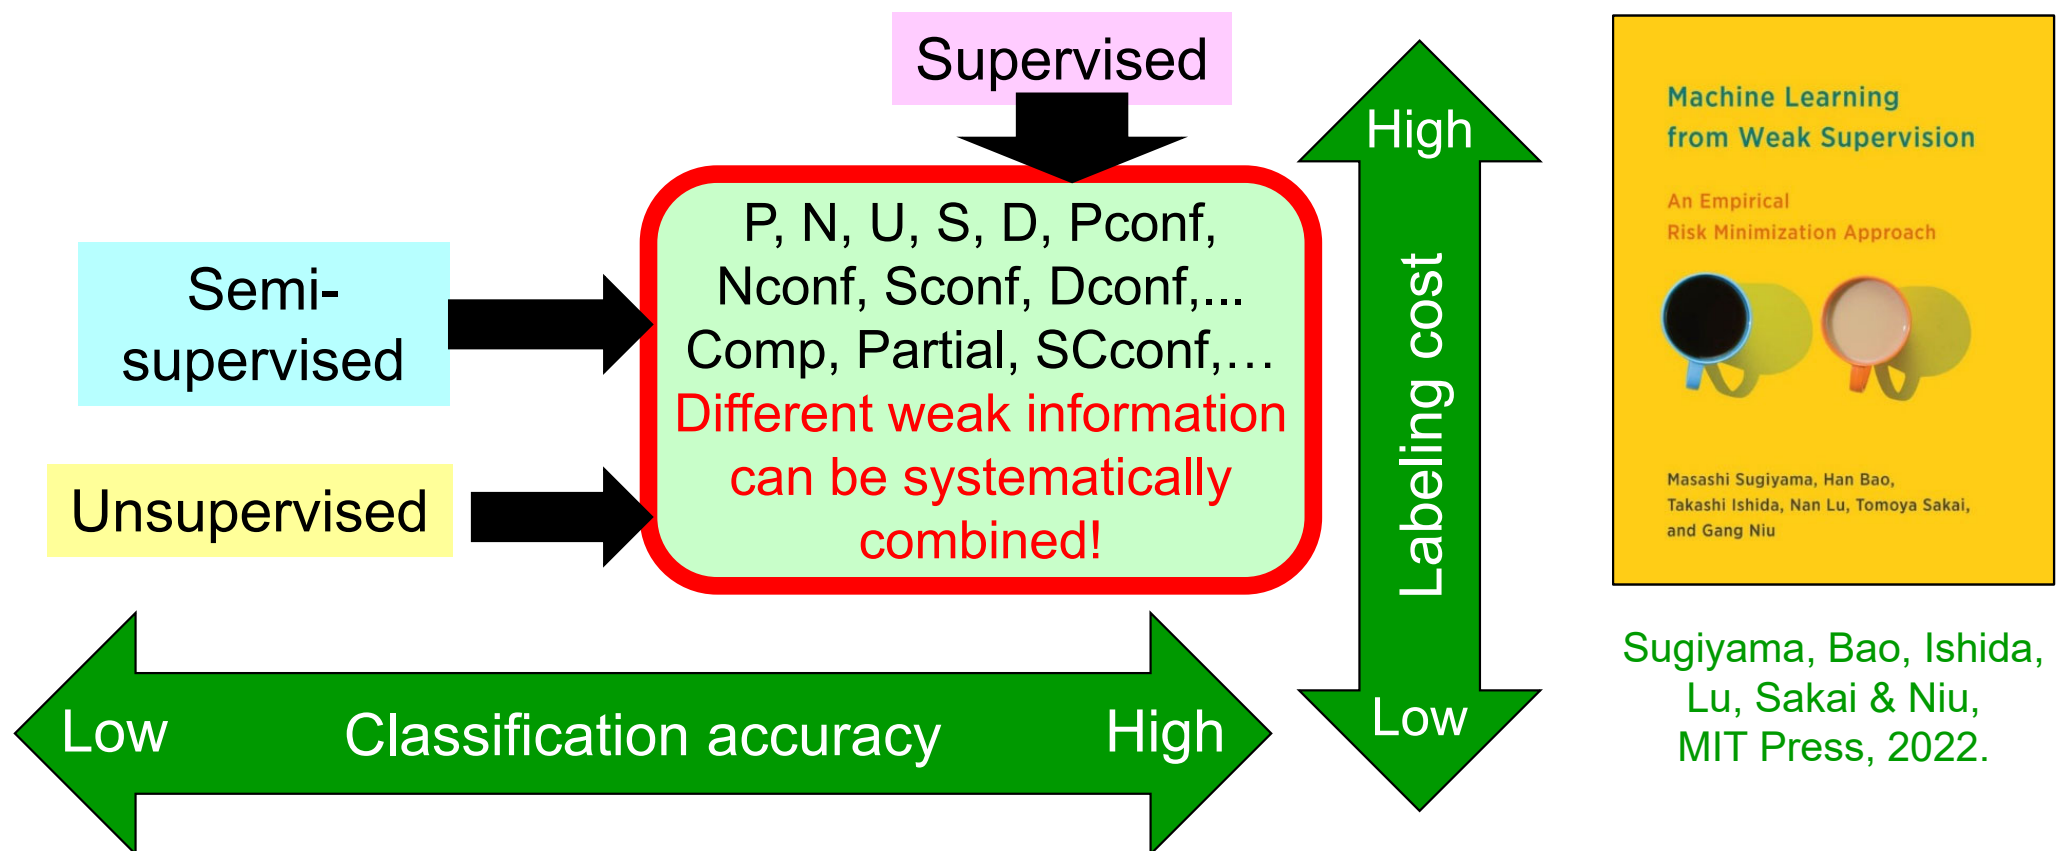 Supervised
Semi-
supervised
Unsupervised
P, N, U, S, D, Pconf,
Nconf, Sconf, Dconf,...
Comp, Partial, SCconf,…
Different weak information
can be systematically
combined!
High
Labeling cost
Low
Low
Classification accuracy
High
Machine Learning
from Weak Supervision
An Empirical
Risk Minimization Approach
Masashi Sugiyama, Han Bao,
Takashi Ishida, Nan Lu, Tomoya Sakai,
and Gang Niu
Sugiyama, Bao, Ishida,
Lu, Sakai & Niu,
MIT Press, 2022.